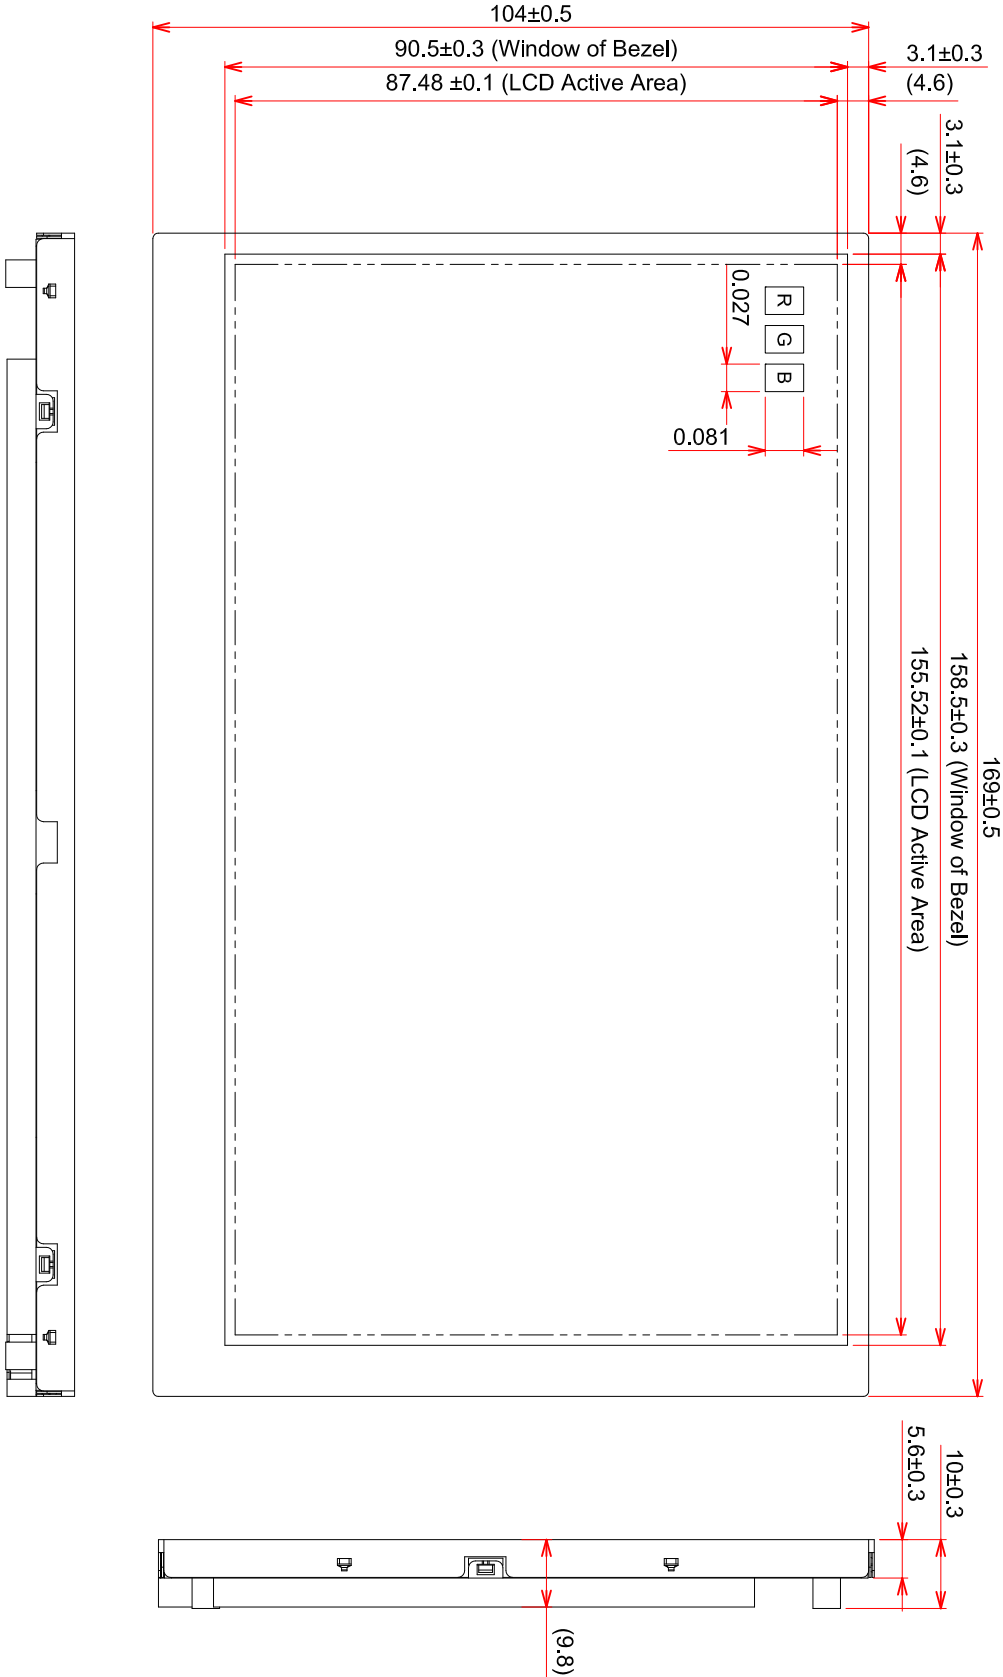 104±0.5
90.5±0.3 (Window of Bezel)
3.1±0.3
87.48 ±0.1 (LCD Active Area)
(4.6)
3.1±0.3
(4.6)
0.027
R
G
B
0.081
169±0.5
158.5±0.3 (Window of Bezel)
155.52±0.1 (LCD Active Area)
5.6±0.3
10±0.3
(9.8)